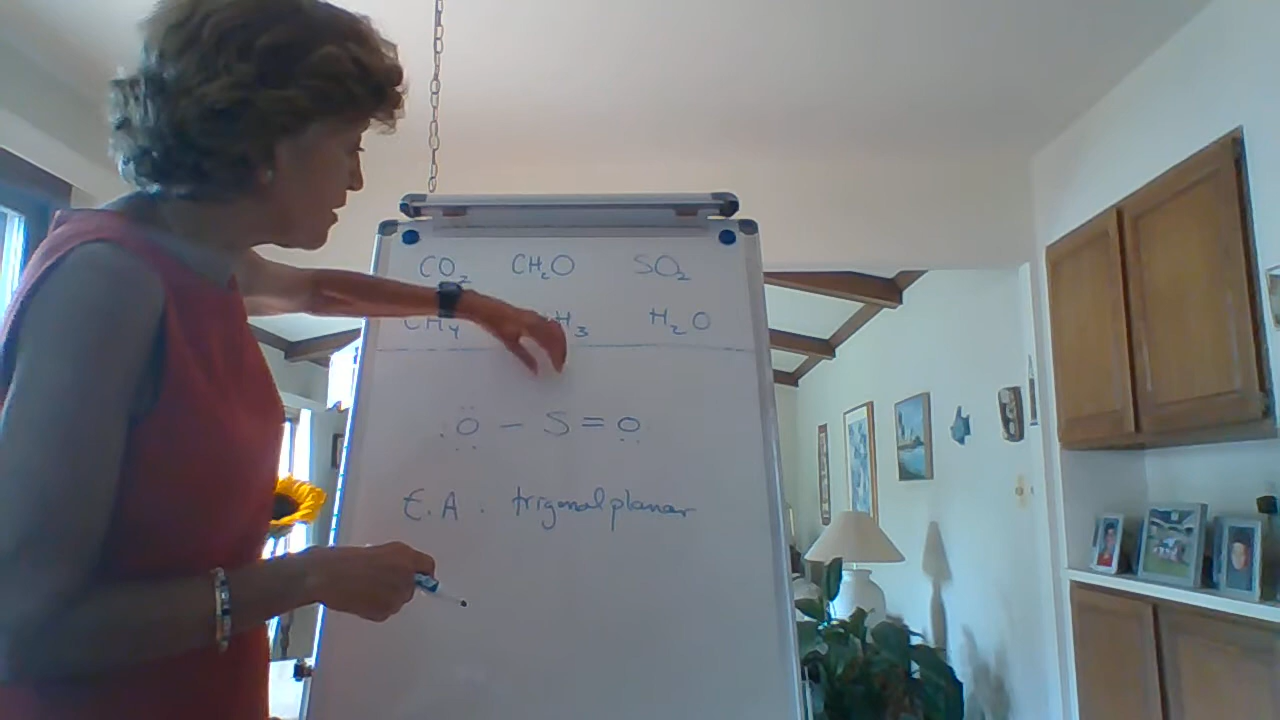 CO₂ CH₂O SO₂
CH₄ H₃ H₂O
:Ö̤ – S = O̤
E.A. trigonal planar